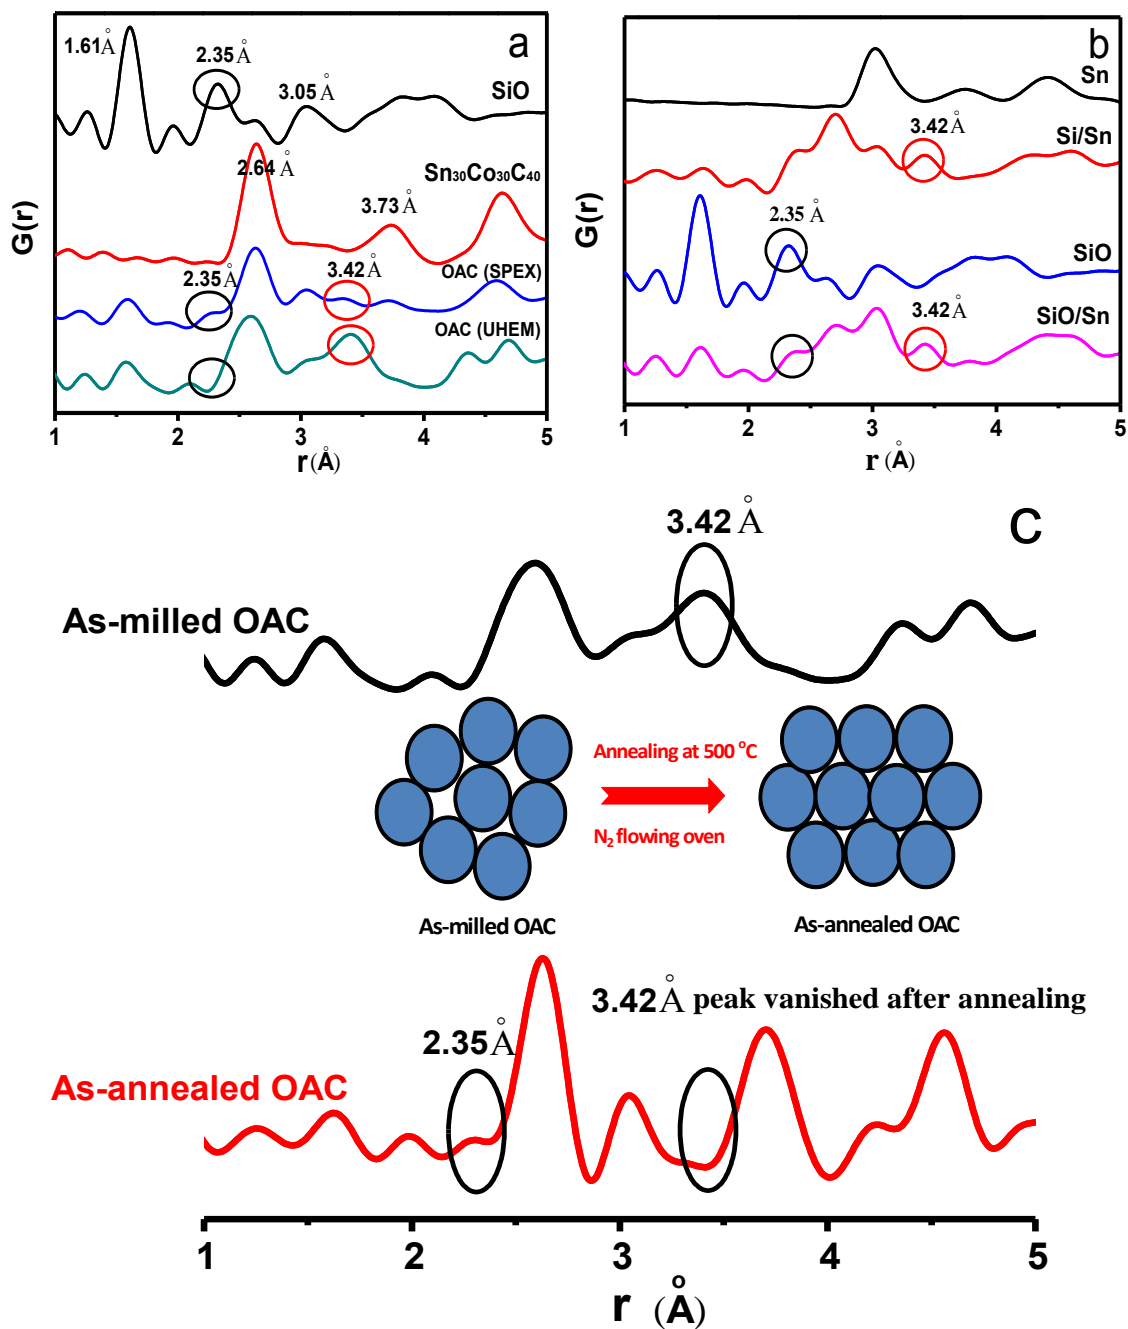 a
1.61Å
2.35Å
3.05Å
SiO
2.64Å
Sn₃₀Co₃₀C₄₀
3.73Å
2.35Å
3.42Å
OAC (SPEX)
OAC (UHEM)
G(r)
1 2 3 4 5
r (Å)
b
Sn
3.42Å
Si/Sn
2.35 Å
SiO
3.42Å
SiO/Sn
G(r)
1 2 3 4 5
r (Å)
c
3.42 Å
As-milled OAC
Annealing at 500 °C
N₂ flowing oven
As-milled OAC
As-annealed OAC
3.42Å peak vanished after annealing
2.35Å
As-annealed OAC
1 2 3 4 5
r (Å)